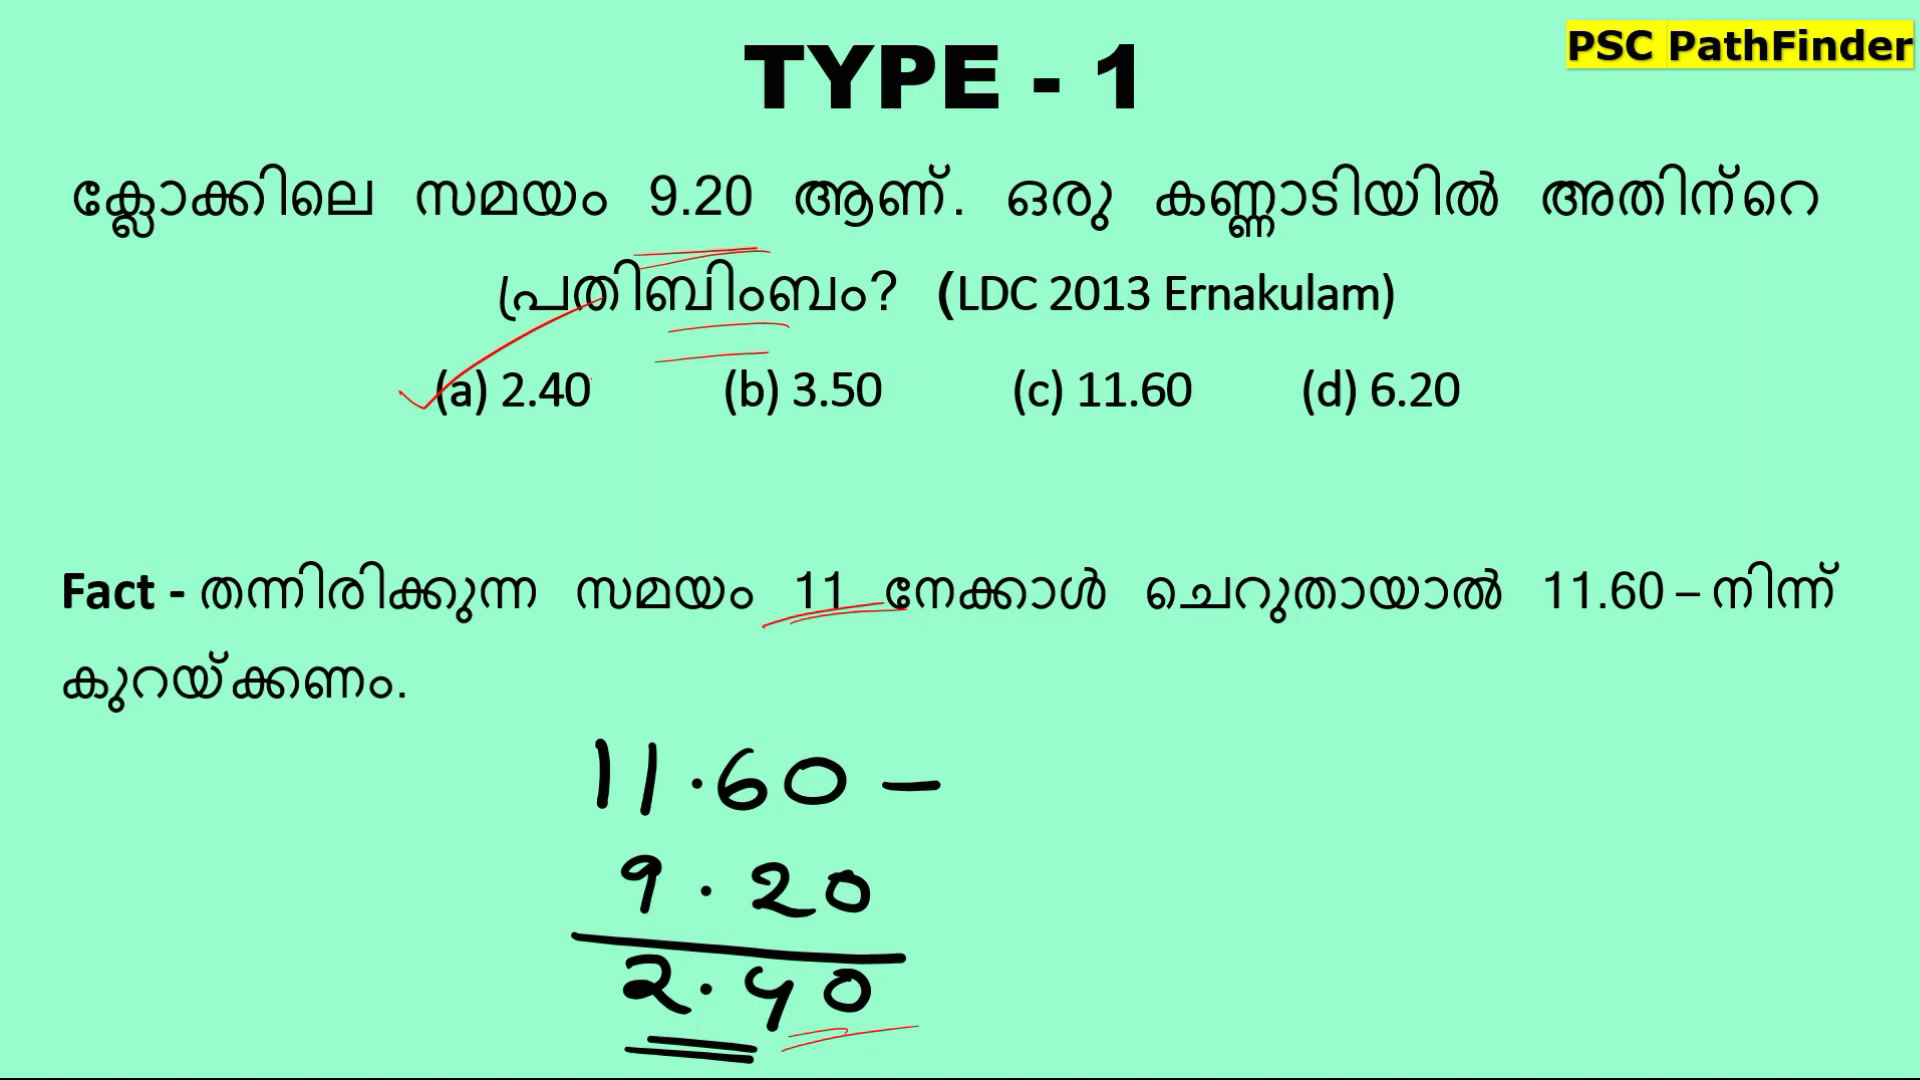 TYPE - 1
PSC PathFinder
ക്ലോക്കിലെ സമയം 9.20 ആണ്. ഒരു കണ്ണാടിയിൽ അതിന്റെ
പ്രതിബിംബം? (LDC 2013 Ernakulam)
(a) 2.40 (b) 3.50 (c) 11.60 (d) 6.20
Fact - തന്നിരിക്കുന്ന സമയം 11 നേക്കാൾ ചെറുതായാൽ 11.60 – നിന്ന്
കുറയ്ക്കണം.
11.60 –
9.20
2.40